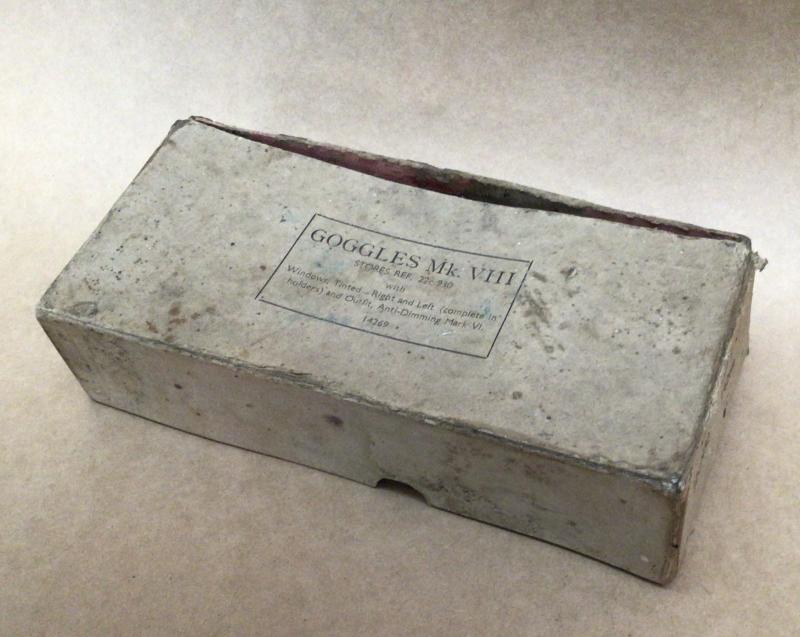 GOGGLES Mk. VIII
STORES REF. 22c/930
with
Windows, Tinted—Right and Left (complete in
holders) and Outfit, Anti-Dimming Mark VI.
14269